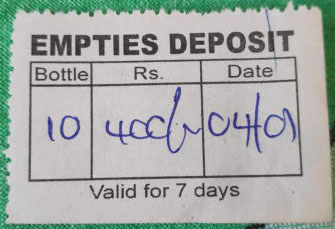 EMPTIES DEPOSIT
Bottle Rs. Date
10 400/- 04/01
Valid for 7 days